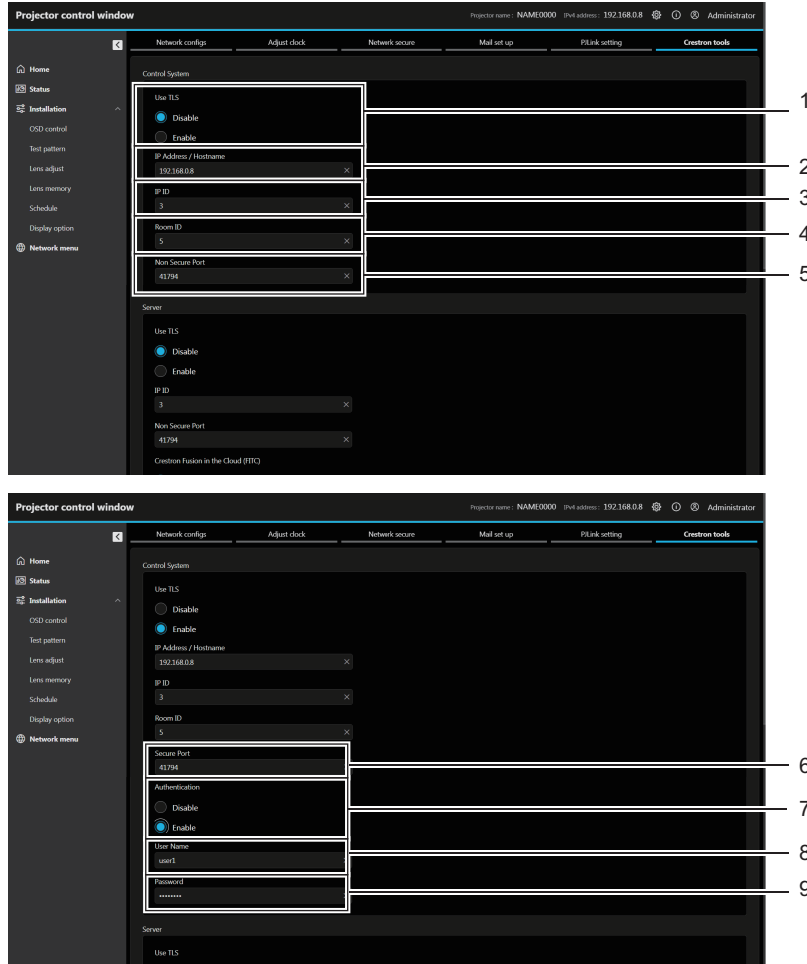 Projector control window
Projector name : NAME0000 IPv4 address : 192.168.0.8 Administrator
Network configs Adjust clock Netwrk secure Mail set up PJLink setting Crestron tools
Home
Status
Installation
OSD control
Test pattern
Lens adjust
Lens memory
Schedule
Display option
Network menu
Control System
Use TLS
Disable
Enable
IP Address / Hostname
192.168.0.8
IP ID
3
Room ID
5
Non Secure Port
41794
Server
Use TLS
Disable
Enable
IP ID
3
Non Secure Port
41794
Crestron Fusion in the Cloud (FITC)
1
2
3
4
5
Projector control window
Projector name : NAME0000 IPv4 address : 192.168.0.8 Administrator
Network configs Adjust clock Netwrk secure Mail set up PJLink setting Crestron tools
Home
Status
Installation
OSD control
Test pattern
Lens adjust
Lens memory
Schedule
Display option
Network menu
Control System
Use TLS
Disable
Enable
IP Address / Hostname
192.168.0.8
IP ID
3
Room ID
5
Secure Port
41794
Authentication
Disable
Enable
User Name
user1
Password
••••••••
Server
Use TLS
6
7
8
9